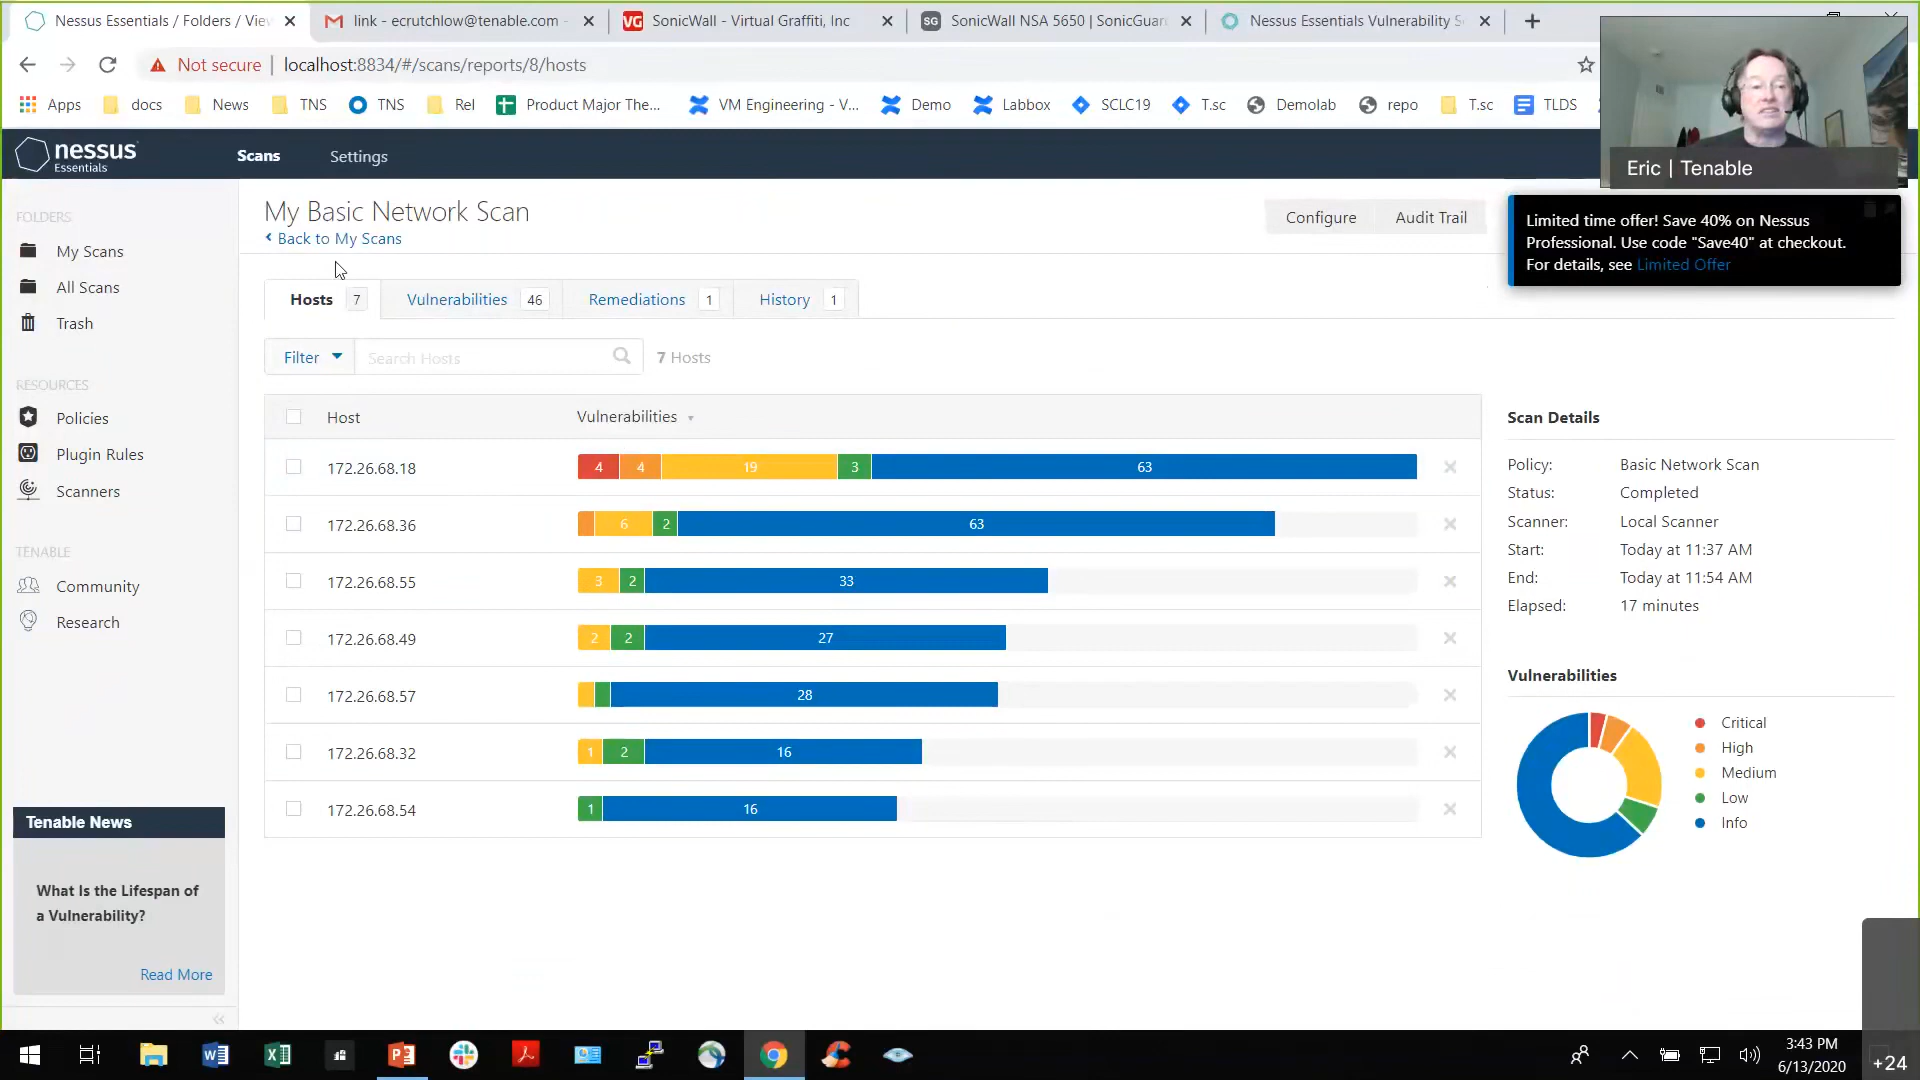 Nessus Essentials / Folders / View
link - ecrutchlow@tenable.com -
VG SonicWall - Virtual Graffiti, Inc
SG SonicWall NSA 5650 | SonicGuar
Nessus Essentials Vulnerability S
Not secure | localhost:8834/#/scans/reports/8/hosts
Apps docs News TNS TNS Rel Product Major The... VM Engineering - V... Demo Labbox SCLC19 T.sc Demolab repo T.sc TLDS
nessus
Essentials
Scans Settings
Eric | Tenable
Limited time offer! Save 40% on Nessus
Professional. Use code "Save40" at checkout.
For details, see Limited Offer
FOLDERS
My Scans
All Scans
Trash
RESOURCES
Policies
Plugin Rules
Scanners
TENABLE
Community
Research
Tenable News
What Is the Lifespan of
a Vulnerability?
Read More
My Basic Network Scan
Back to My Scans
Configure Audit Trail
Hosts 7 Vulnerabilities 46 Remediations 1 History 1
Filter Search Hosts 7 Hosts
Host Vulnerabilities
172.26.68.18 4 4 19 3 63
172.26.68.36 6 2 63
172.26.68.55 3 2 33
172.26.68.49 2 2 27
172.26.68.57 28
172.26.68.32 1 2 16
172.26.68.54 1 16
Scan Details
Policy: Basic Network Scan
Status: Completed
Scanner: Local Scanner
Start: Today at 11:37 AM
End: Today at 11:54 AM
Elapsed: 17 minutes
Vulnerabilities
Critical
High
Medium
Low
Info
3:43 PM
6/13/2020
+24